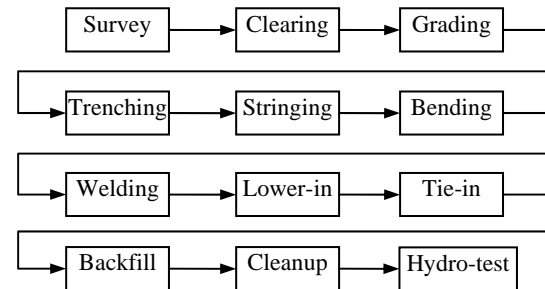 Survey
Clearing
Grading
Trenching
Stringing
Bending
Welding
Lower-in
Tie-in
Backfill
Cleanup
Hydro-test